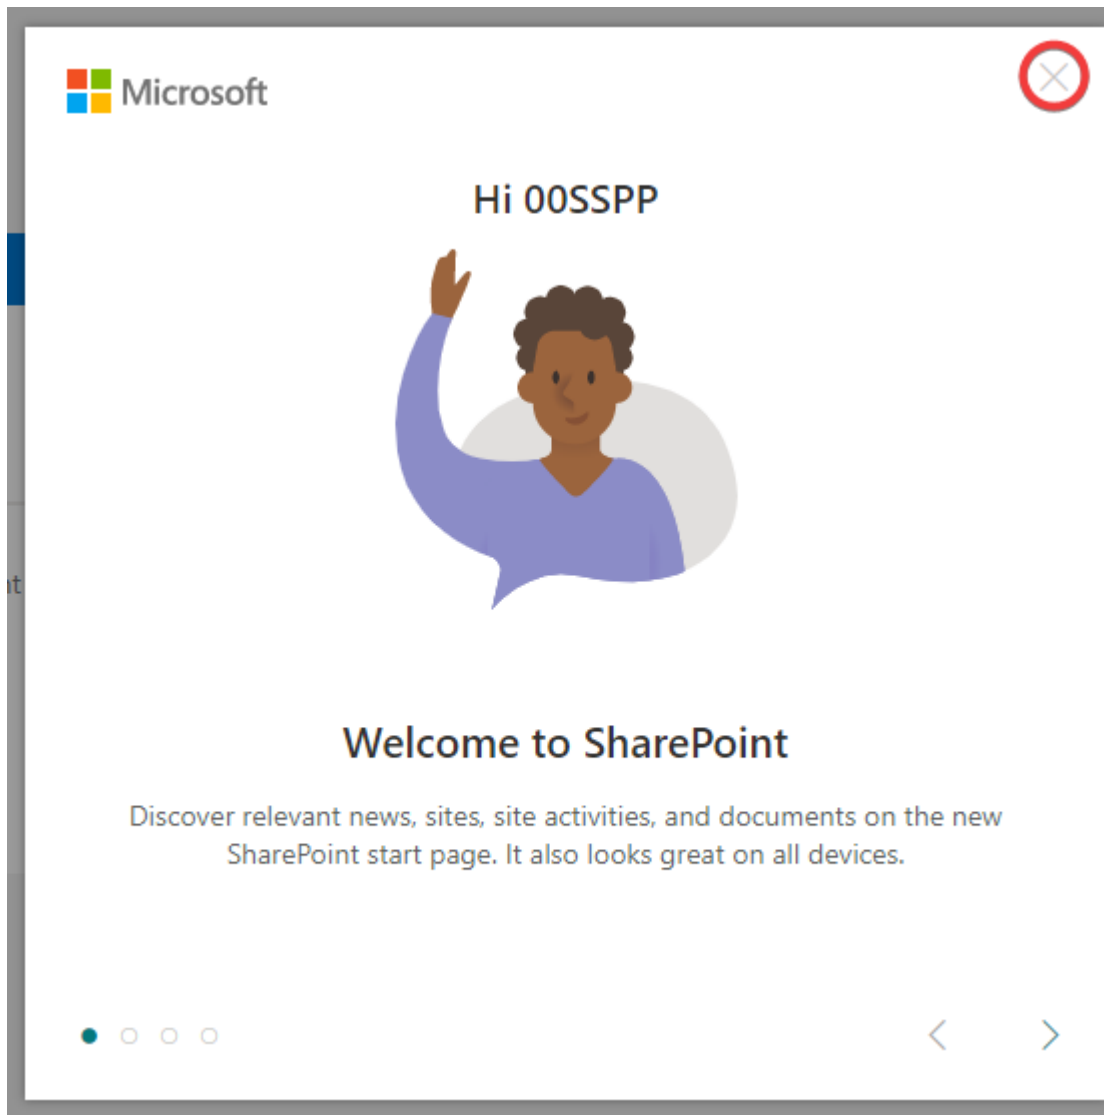 Microsoft
Hi 00SSPP
Welcome to SharePoint
Discover relevant news, sites, site activities, and documents on the new
SharePoint start page. It also looks great on all devices.